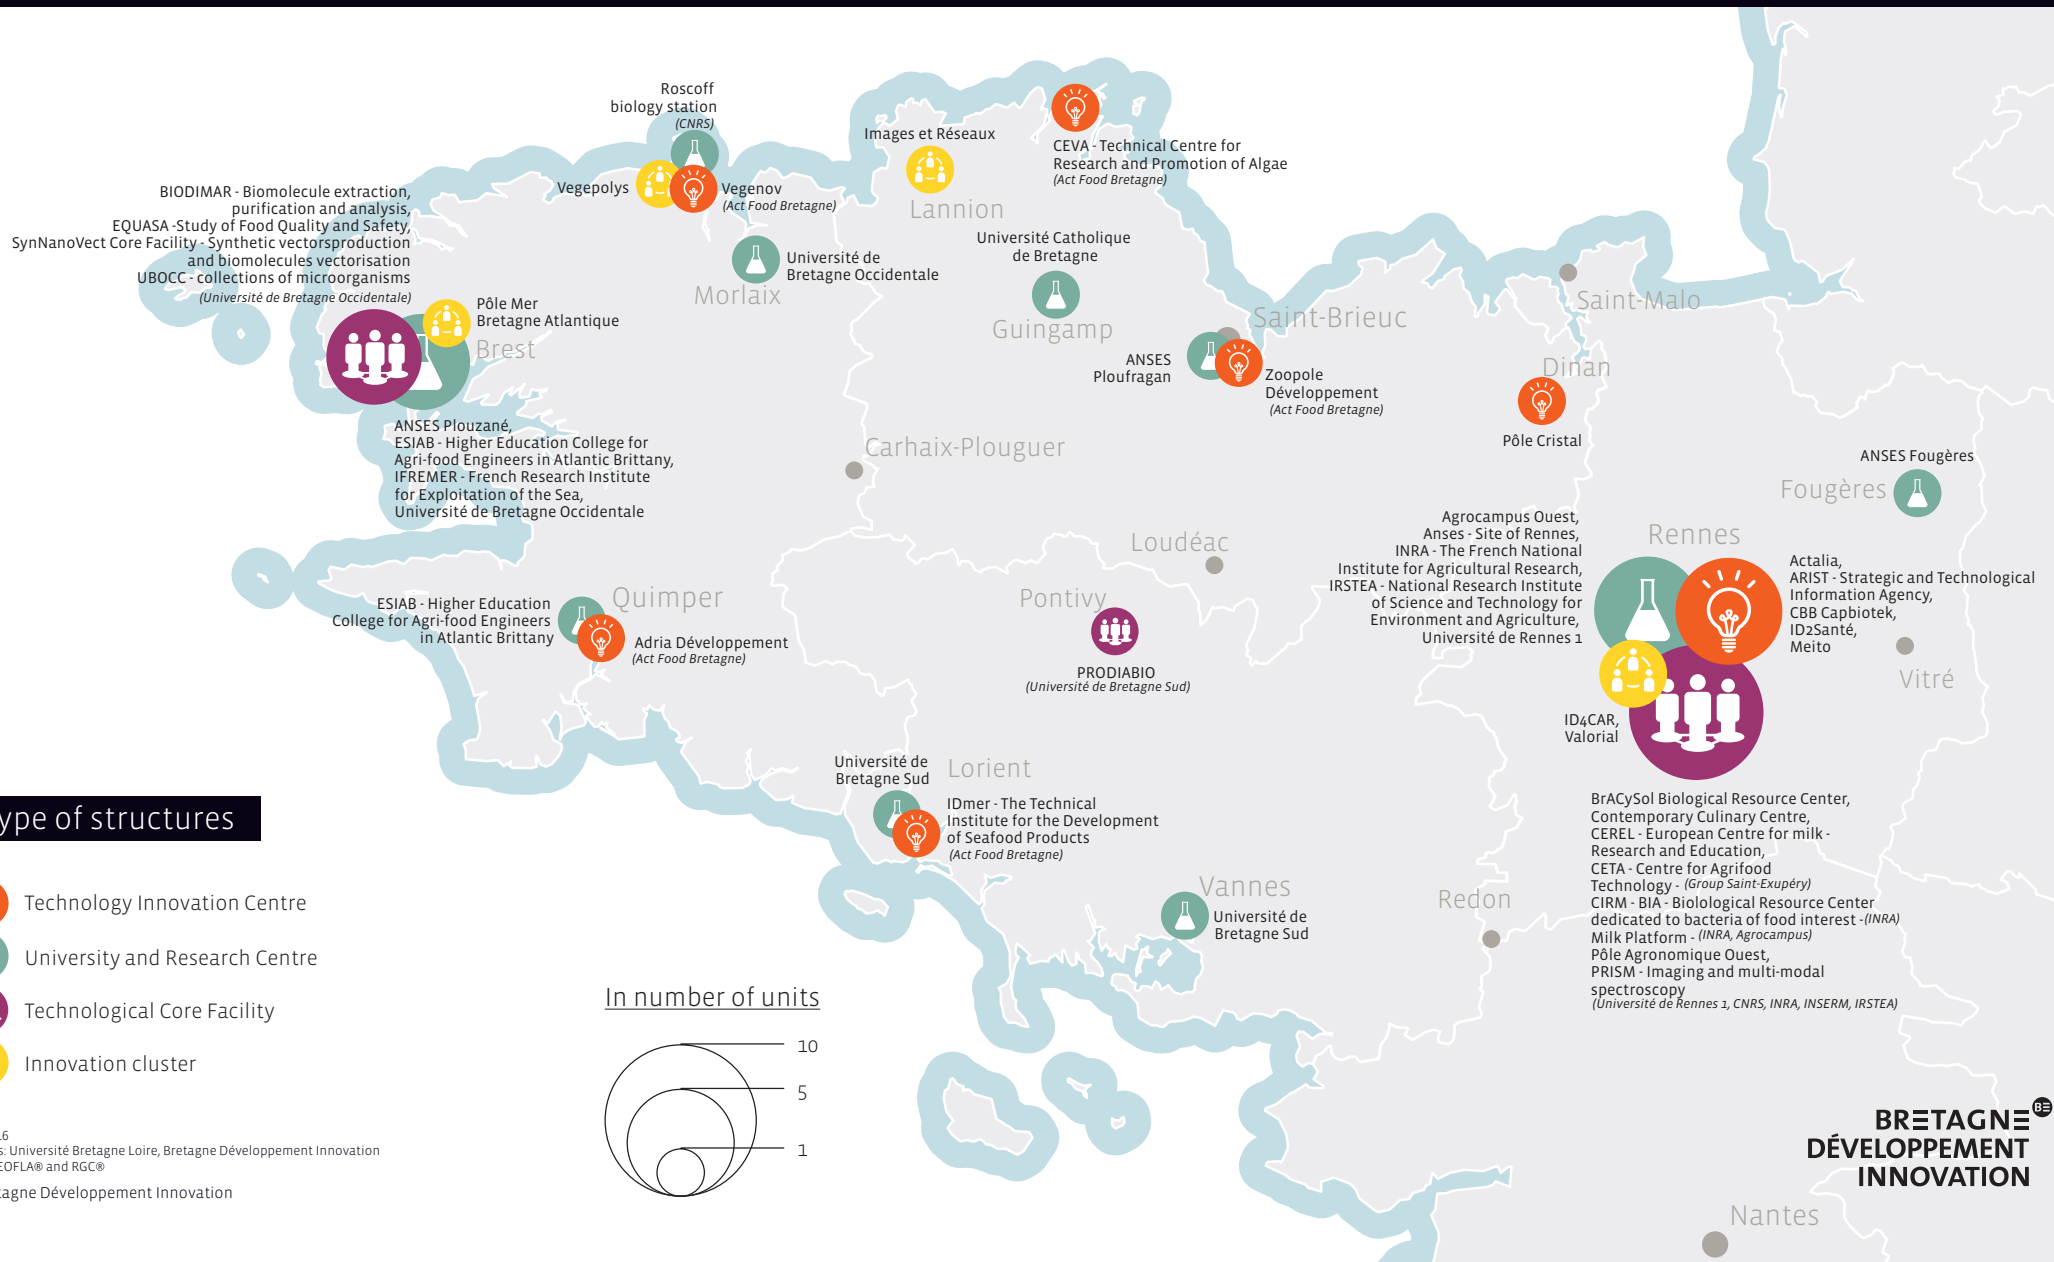 Roscoff
biology station
(CNRS)
Images et Réseaux
CEVA - Technical Centre for
Research and Promotion of Algae
(Act Food Bretagne)
Vegepolys
Vegenov
(Act Food Bretagne)
Lannion
BIODIMAR - Biomolecule extraction,
purification and analysis,
EQUASA -Study of Food Quality and Safety,
SynNanoVect Core Facility - Synthetic vectorsproduction
and biomolecules vectorisation
UBOCC - collections of microorganisms
(Université de Bretagne Occidentale)
Université de
Bretagne Occidentale
Morlaix
Université Catholique
de Bretagne
Guingamp
Pôle Mer
Bretagne Atlantique
Brest
Saint-Brieuc
Saint-Malo
ANSES
Ploufragan
Zoopole
Développement
(Act Food Bretagne)
Dinan
Pôle Cristal
ANSES Plouzané,
ESIAB - Higher Education College for
Agri-food Engineers in Atlantic Brittany,
IFREMER - French Research Institute
for Exploitation of the Sea,
Université de Bretagne Occidentale
Carhaix-Plouguer
ANSES Fougères
Fougères
Loudéac
Agrocampus Ouest,
Anses - Site of Rennes,
INRA - The French National
Institute for Agricultural Research,
IRSTEA - National Research Institute
of Science and Technology for
Environment and Agriculture,
Université de Rennes 1
Rennes
Actalia,
ARIST - Strategic and Technological
Information Agency,
CBB Capbiotek,
ID2Santé,
Meito
Vitré
ESIAB - Higher Education
College for Agri-food Engineers
in Atlantic Brittany
Quimper
Adria Développement
(Act Food Bretagne)
Pontivy
PRODIABIO
(Université de Bretagne Sud)
ID4CAR,
Valorial
Université de
Bretagne Sud
Lorient
IDmer - The Technical
Institute for the Development
of Seafood Products
(Act Food Bretagne)
Vannes
Université de
Bretagne Sud
Redon
BrACySol Biological Resource Center,
Contemporary Culinary Centre,
CEREL - European Centre for milk -
Research and Education,
CETA - Centre for Agrifood
Technology - (Group Saint-Exupéry)
CIRM - BIA - Biolological Resource Center
dedicated to bacteria of food interest -(INRA)
Milk Platform - (INRA, Agrocampus)
Pôle Agronomique Ouest,
PRISM - Imaging and multi-modal
spectroscopy
(Université de Rennes 1, CNRS, INRA, INSERM, IRSTEA)
ype of structures
Technology Innovation Centre
University and Research Centre
Technological Core Facility
Innovation cluster
In number of units
10
5
1
16
s: Université Bretagne Loire, Bretagne Développement Innovation
EOFLA® and RGC®
tagne Développement Innovation
BRETAGNE BE
DÉVELOPPEMENT
INNOVATION
Nantes